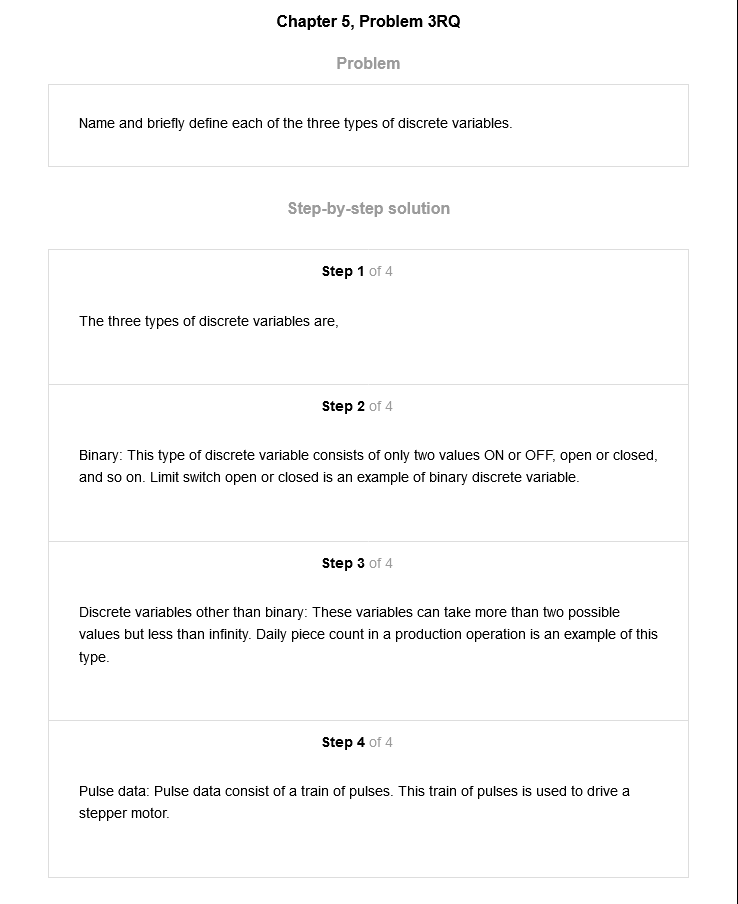 Chapter 5, Problem 3RQ
Problem
Name and briefly define each of the three types of discrete variables.
Step-by-step solution
Step 1 of 4
The three types of discrete variables are,
Step 2 of 4
Binary: This type of discrete variable consists of only two values ON or OFF, open or closed,
and so on. Limit switch open or closed is an example of binary discrete variable.
Step 3 of 4
Discrete variables other than binary: These variables can take more than two possible
values but less than infinity. Daily piece count in a production operation is an example of this
type.
Step 4 of 4
Pulse data: Pulse data consist of a train of pulses. This train of pulses is used to drive a
stepper motor.